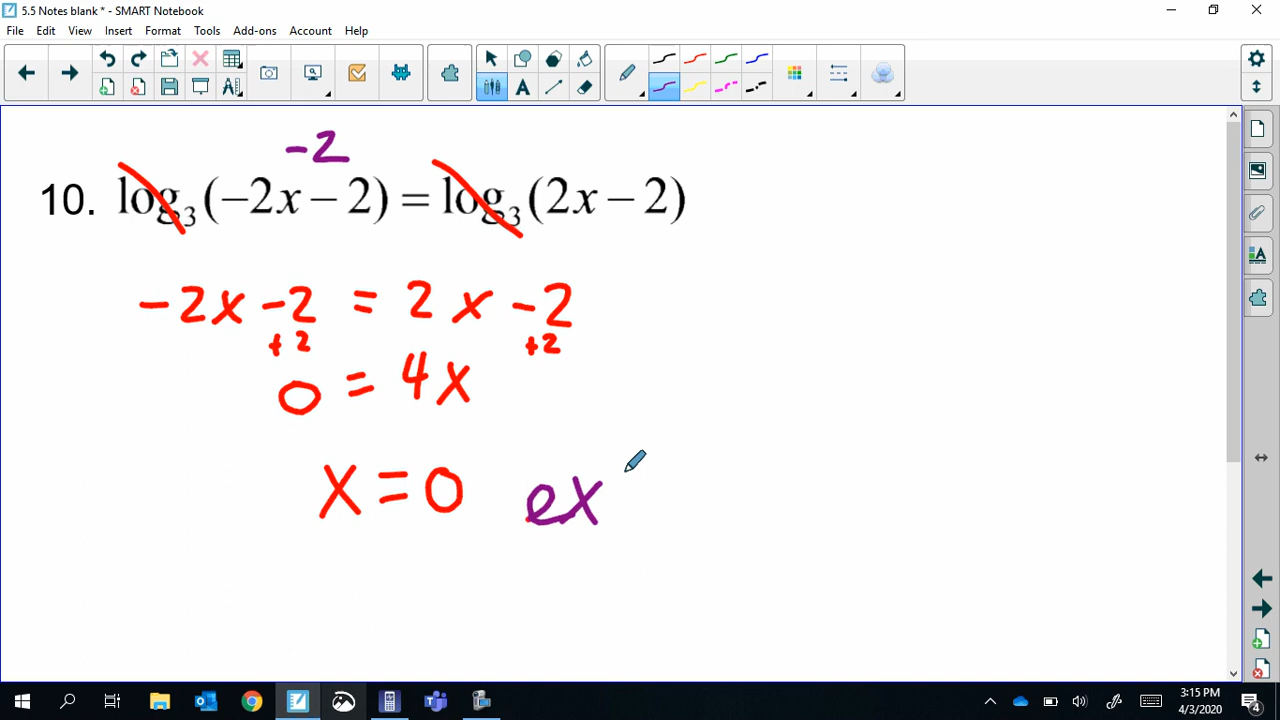 5.5 Notes blank * - SMART Notebook
File Edit View Insert Format Tools Add-ons Account Help
-2
10. log₃(−2x − 2) = log₃(2x − 2)
-2x -2 = 2x -2
+2 +2
0 = 4x
x = 0 ex
3:15 PM
4/3/2020
4